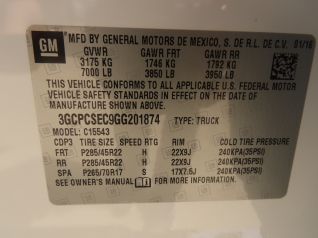 GM
MFD BY GENERAL MOTORS DE MEXICO, S. DE R.L. DE C.V. 01/16
GVWR GAWR FRT GAWR RR
3175 KG 1746 KG 1792 KG
7000 LB 3850 LB 3950 LB
THIS VEHICLE CONFORMS TO ALL APPLICABLE U.S. FEDERAL MOTOR
VEHICLE SAFETY STANDARDS IN EFFECT ON THE DATE OF
MANUFACTURE SHOWN ABOVE.
3GCPCSEC9GG201874 TYPE: TRUCK
MODEL: C15543
CDP3 TIRE SIZE SPEED RTG RIM COLD TIRE PRESSURE
FRT P285/45R22 H 22X9J 240KPA(35PSI)
RR P285/45R22 H 22X9J 240KPA(35PSI)
SPA P265/70R17 S 17X7.5J 240KPA(35PSI)
SEE OWNER'S MANUAL FOR MORE INFORMATION.